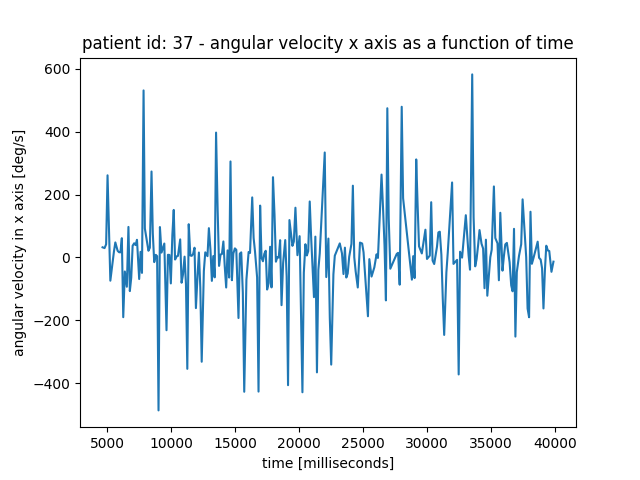 patient id: 37 - angular velocity x axis as a function of time
600
400
200
0
−200
−400
angular velocity in x axis [deg/s]
5000 10000 15000 20000 25000 30000 35000 40000
time [milliseconds]